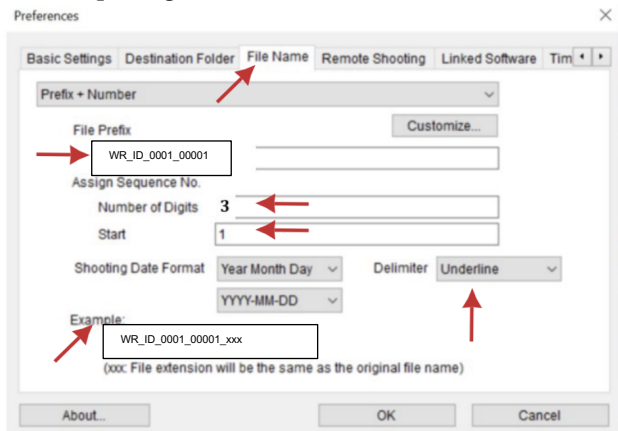 Preferences
Basic Settings Destination Folder File Name Remote Shooting Linked Software Tim
Prefix + Number
File Prefix Customize...
WR_ID_0001_00001
Assign Sequence No.
Number of Digits 3
Start 1
Shooting Date Format Year Month Day Delimiter Underline
YYYY-MM-DD
Example:
WR_ID_0001_00001_xxx
(xxx: File extension will be the same as the original file name)
About... OK Cancel